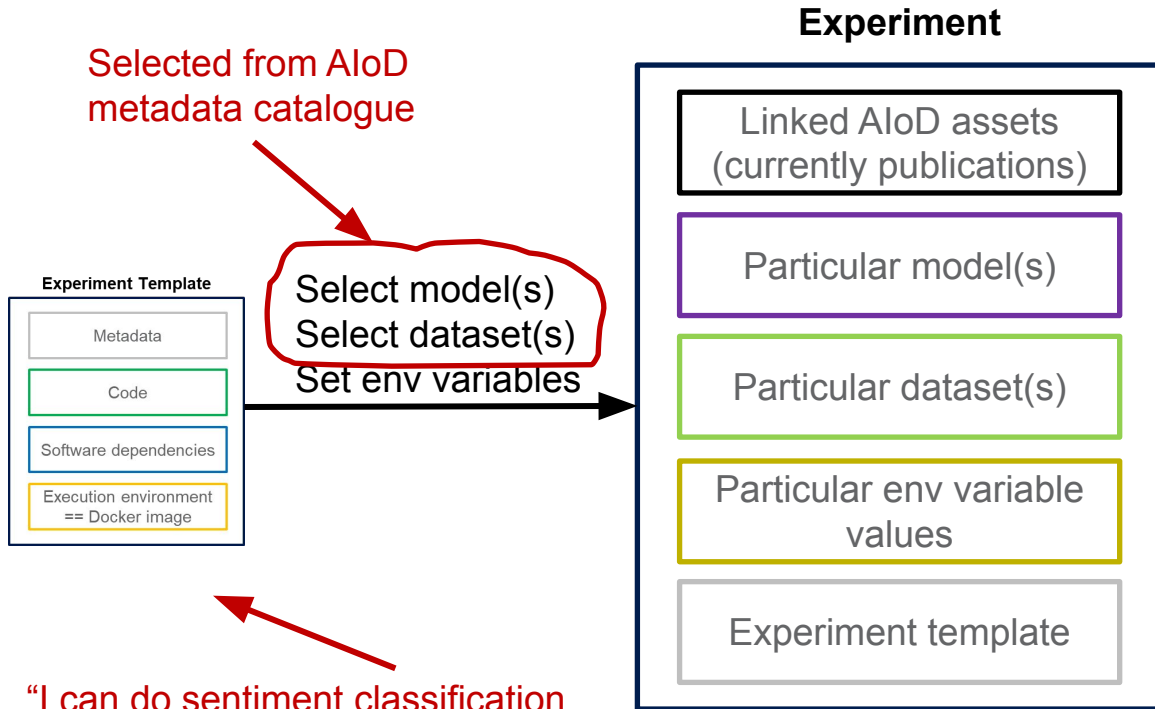 Experiment
Selected from AIoD
metadata catalogue
Linked AIoD assets
(currently publications)
Particular model(s)
Particular dataset(s)
Particular env variable
values
Experiment template
Select model(s)
Select dataset(s)
Set env variables
Experiment Template
Metadata
Code
Software dependencies
Execution environment
== Docker image
“I can do sentiment classification